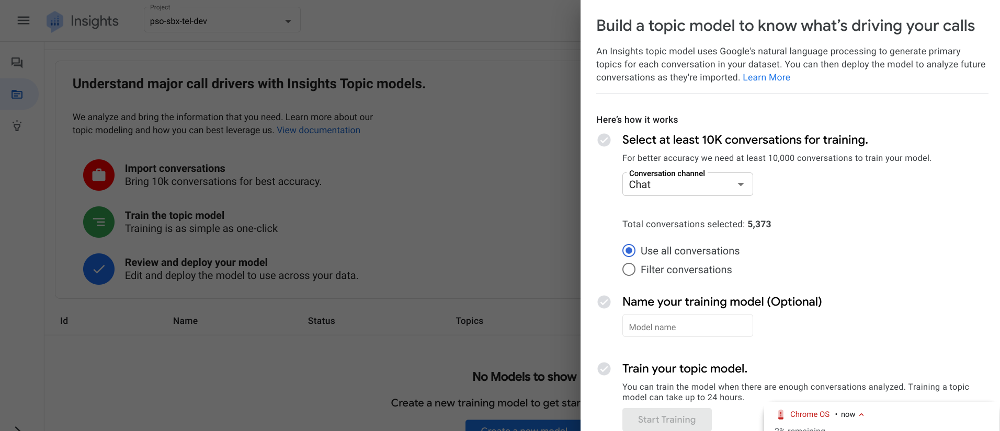 Project
Insights
pso-sbx-tel-dev
Understand major call drivers with Insights Topic models.
We analyze and bring the information that you need. Learn more about our
topic modeling and how you can best leverage us. View documentation
Import conversations
Bring 10k conversations for best accuracy.
Train the topic model
Training is as simple as one-click
Review and deploy your model
Edit and deploy the model to use across your data.
Id Name Status Topics
No Models to show
Create a new training model to get star
Create a new model
Build a topic model to know what's driving your calls
An Insights topic model uses Google's natural language processing to generate primary
topics for each conversation in your dataset. You can then deploy the model to analyze future
conversations as they're imported. Learn More
Here's how it works
Select at least 10K conversations for training.
For better accuracy we need at least 10,000 conversations to train your model.
Conversation channel
Chat
Total conversations selected: 5,373
Use all conversations
Filter conversations
Name your training model (Optional)
Model name
Train your topic model.
You can train the model when there are enough conversations analyzed. Training a topic
model can take up to 24 hours.
Start Training
Chrome OS • now
2% remaining